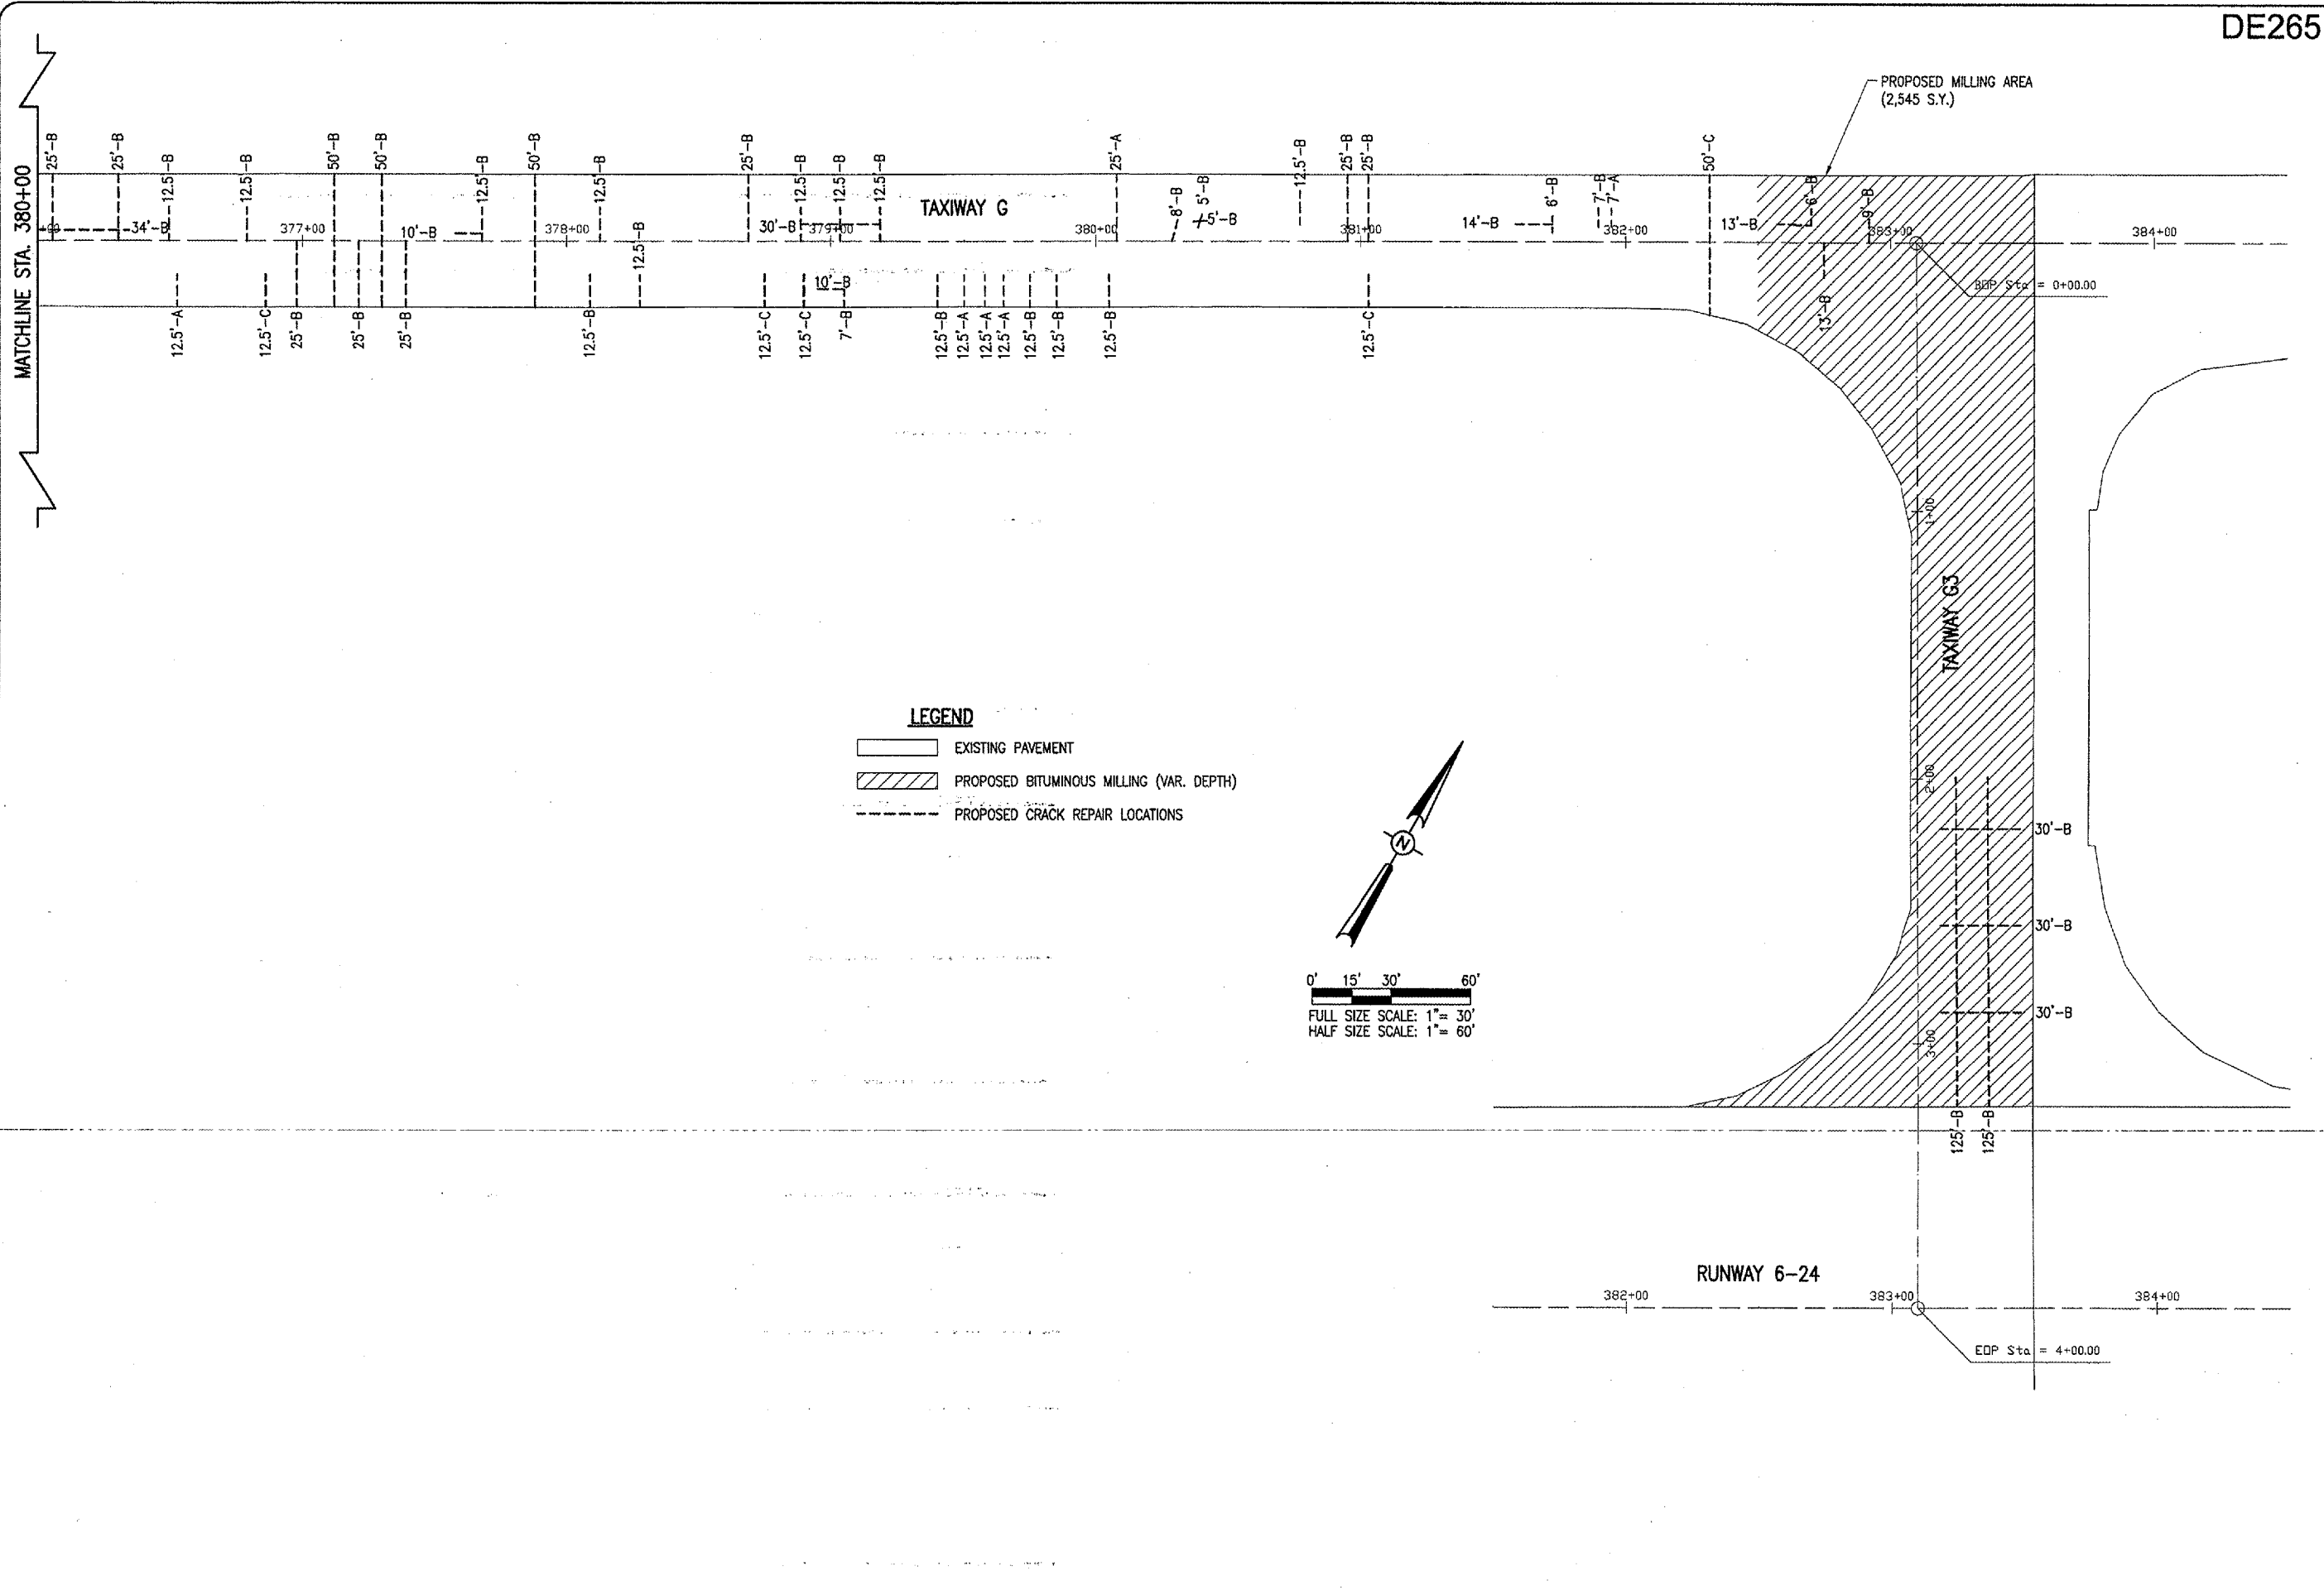 DE265
PROPOSED MILLING AREA
(2,545 S.Y.)
MATCHLINE STA. 380+00
25'-B
25'-B
12.5'-B
12.5'-B
50'-B
50'-B
12.5'-B
50'-B
12.5'-B
25'-B
12.5'-B
12.5'-B
12.5'-B
25'-A
8'-B
5'-B
5'-B
12.5'-B
25'-B
25'-B
6'-B
7'-B
7'-A
50'-C
6'-B
9'-B
TAXIWAY G
34'-B
10'-B
30'-B
14'-B
13'-B
+00
377+00
378+00
379+00
380+00
381+00
382+00
383+00
384+00
12.5'-B
10'-B
BOP Sta = 0+00.00
12.5'-A
12.5'-C
25'-B
25'-B
25'-B
12.5'-B
12.5'-C
12.5'-C
7'-B
12.5'-B
12.5'-A
12.5'-A
12.5'-A
12.5'-B
12.5'-B
12.5'-B
12.5'-C
13'-B
1+00
TAXIWAY G3
2+00
3+00
LEGEND
EXISTING PAVEMENT
PROPOSED BITUMINOUS MILLING (VAR. DEPTH)
PROPOSED CRACK REPAIR LOCATIONS
N
30'-B
30'-B
30'-B
0' 15' 30' 60'
FULL SIZE SCALE: 1"= 30'
HALF SIZE SCALE: 1"= 60'
125'-B
125'-B
RUNWAY 6-24
382+00
383+00
384+00
EOP Sta = 4+00.00